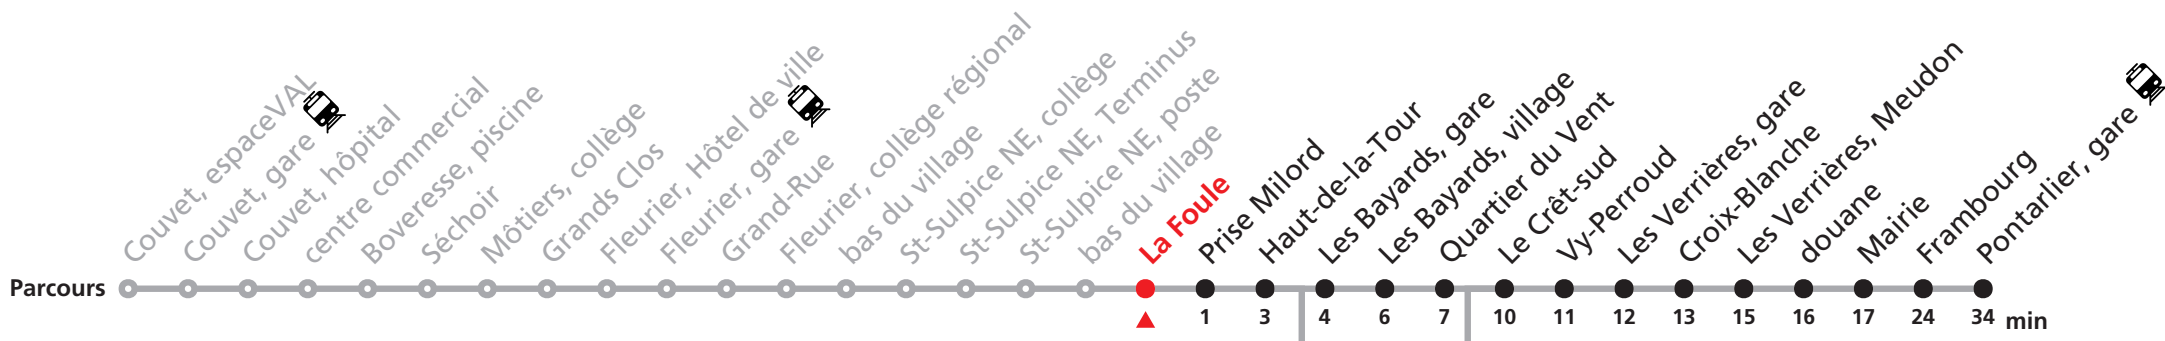 Couvet, espaceVAL
Couvet, gare
Couvet, hôpital
centre commercial
Boveresse, piscine
Séchoir
Môtiers, collège
Grands Clos
Fleurier, Hôtel de ville
Fleurier, gare
Grand-Rue
Fleurier, collège régional
bas du village
St-Sulpice NE, collège
St-Sulpice NE, Terminus
St-Sulpice NE, poste
bas du village
La Foule
Prise Milord
Haut-de-la-Tour
Les Bayards, gare
Les Bayards, village
Quartier du Vent
Le Crêt-sud
Vy-Perroud
Les Verrières, gare
Croix-Blanche
Les Verrières, Meudon
douane
Mairie
Frambourg
Pontarlier, gare
Parcours
1 3 4 6 7 10 11 12 13 15 16 17 24 34 min